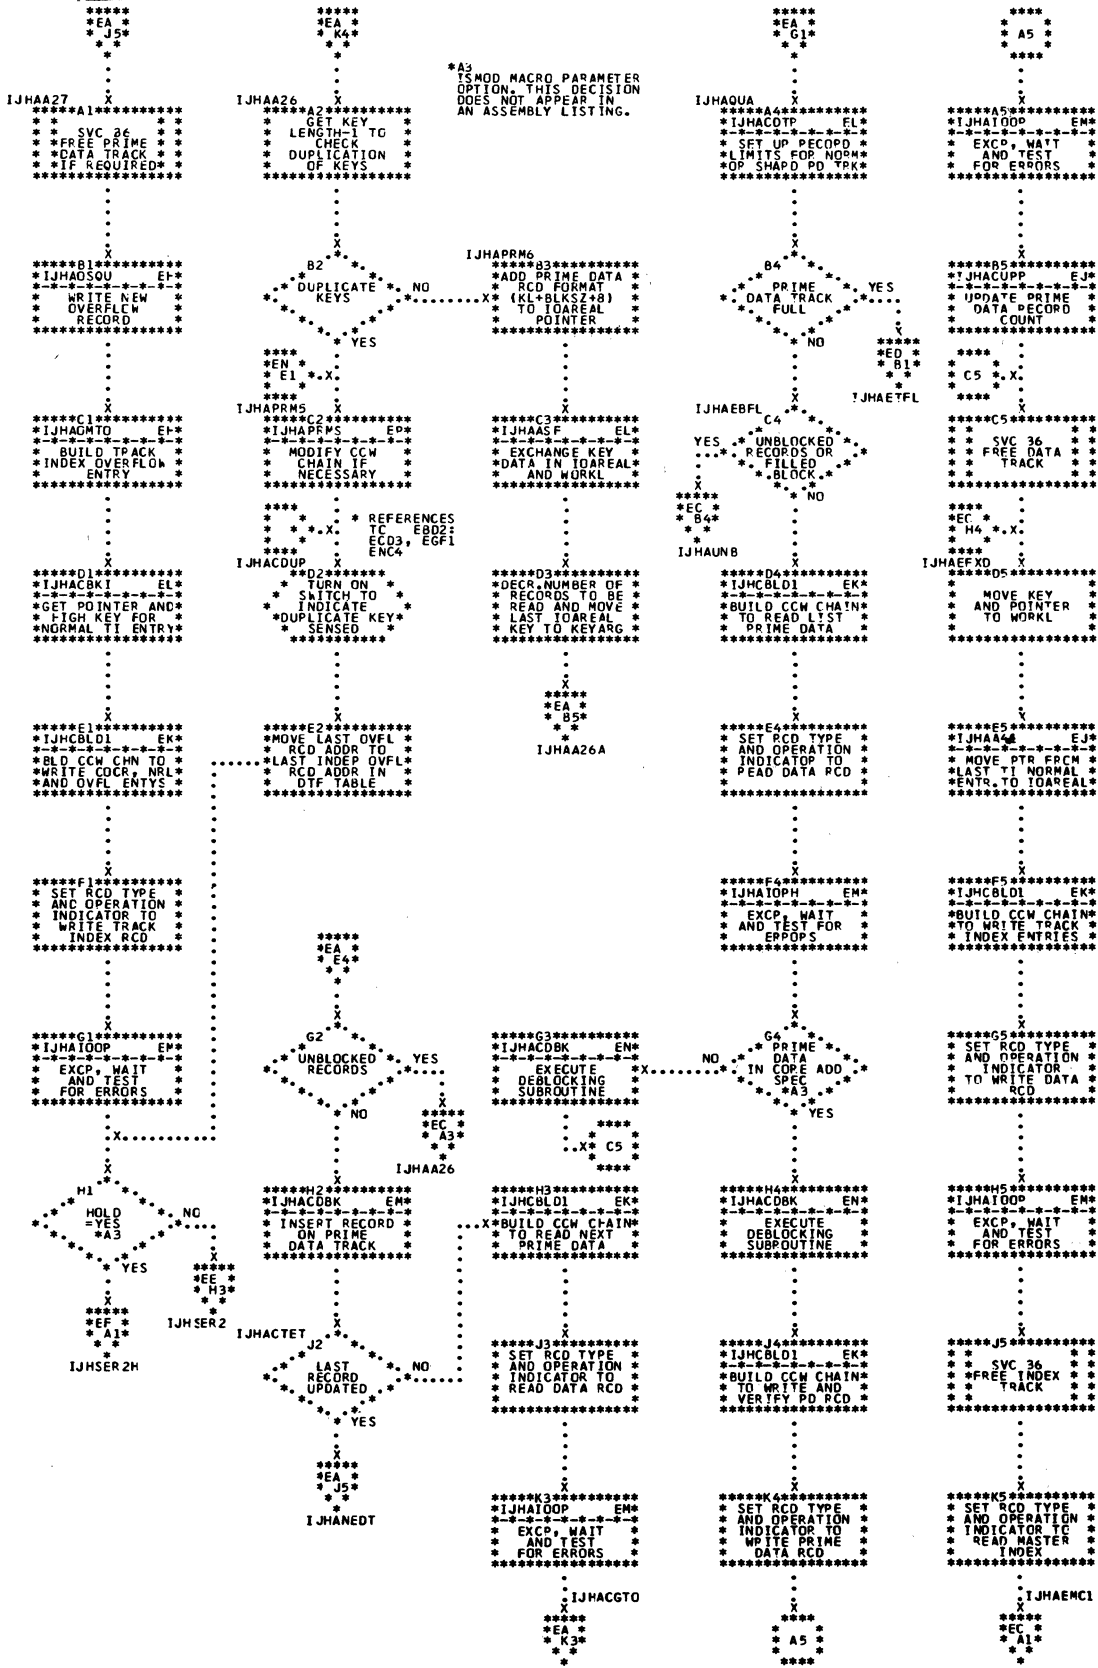 EA J5
EA K4
EA G1
A5
*A3
ISMOD MACRO PARAMETER
OPTION. THIS DECISION
DOES NOT APPEAR IN
AN ASSEMBLY LISTING.
IJHAA27
A1
SVC 36
FREE PRIME
DATA TRACK
IF REQUIRED
B1
IJHAOSQU
WRITE NEW
OVERFLOW
RECORD
C1
IJHAOMTO
BUILD TRACK
INDEX OVERFLOW
ENTRY
D1
IJHACBKI EL
GET POINTER AND
HIGH KEY FOR
NORMAL TI ENTRY
E1
IJHCBLD1 EK
BLD CCW CHN TO
WRITE COCR, NRL
AND OVFL ENTYS
F1
SET RCD TYPE
AND OPERATION
INDICATOR TO
WRITE TRACK
INDEX RCD
G1
IJHAIOOP EM
EXCP, WAIT
AND TEST
FOR ERRORS
H1
HOLD
=YES
*A3
NO
YES
EE H3
IJHSER2
EF A1
IJHSER2H
IJHAA26
A2
GET KEY
LENGTH-1 TO
CHECK
DUPLICATION
OF KEYS
B2
DUPLICATE
KEYS
NO
YES
EN E1
IJHAPRM5
C2
IJHAPRMS EP
MODIFY CCW
CHAIN IF
NECESSARY
* REFERENCES
TO EBD2:
ECD3, EGF1
ENC4
IJHACDUP
D2
TURN ON
SWITCH TO
INDICATE
DUPLICATE KEY
SENSED
E2
MOVE LAST OVFL
RCD ADDR TO
LAST INDEP OVFL
RCD ADDR IN
DTF TABLE
EA E4
G2
UNBLOCKED
RECORDS
YES
NO
EC A3
IJHAA26
H2
IJHACDBK EM
INSERT RECORD
ON PRIME
DATA TRACK
IJHACTET
J2
LAST
RECORD
UPDATED
NO
YES
EA J5
IJHANEDT
IJHAPRM6
B3
ADD PRIME DATA
RCD FORMAT
(KL+BLKSZ+8)
TO IOAREAL
POINTER
C3
IJHAASF EL
EXCHANGE KEY
DATA IN IOAREAL
AND WORKL
D3
DECR.NUMBER OF
RECORDS TO BE
READ AND MOVE
LAST IOAREAL
KEY TO KEYARG
EA B5
IJHAA26A
G3
IJHACDBK EN
EXECUTE
DEBLOCKING
SUBROUTINE
C5
H3
IJHCBLD1 EK
BUILD CCW CHAIN
TO READ NEXT
PRIME DATA
J3
SET RCD TYPE
AND OPERATION
INDICATOR TO
READ DATA RCD
K3
IJHAIOOP EM
EXCP, WAIT
AND TEST
FOR ERRORS
IJHACGTO
EA K3
IJHAQUA
A4
IJHACOTP EL
SET UP RECORD
LIMITS FOR NORM
OP SHAPD PD TPK
B4
PRIME
DATA TRACK
FULL
YES
NO
ED B1
IJHAETFL
IJHAEBFL
C4
UNBLOCKED
RECORDS OR
FILLED
BLOCK
YES
NO
EC B4
IJHAUNB
D4
IJHCBLD1 EK
BUILD CCW CHAIN
TO READ LIST
PRIME DATA
E4
SET RCD TYPE
AND OPERATION
INDICATOR TO
READ DATA RCD
F4
IJHAIOPH EM
EXCP, WAIT
AND TEST FOR
ERPOPS
G4
PRIME
DATA
IN CORE ADD
SPEC
*A3
NO
YES
H4
IJHACDBK EN
EXECUTE
DEBLOCKING
SUBPOUTINE
J4
IJHCBLD1 EK
BUILD CCW CHAIN
TO WRITE AND
VERIFY PD RCD
K4
SET RCD TYPE
AND OPERATION
INDICATOR TO
WPITE PRIME
DATA RCD
A5
A5
IJHAIOOP EM
EXCP, WAIT
AND TEST
FOR ERRORS
B5
IJHACUPP EJ
UPDATE PRIME
DATA RECORD
COUNT
C5
C5
SVC 36
FREE DATA
TRACK
EC H4
IJHAEFXD
D5
MOVE KEY
AND POINTER
TO WORKL
E5
EJ
MOVE PTR FROM
LAST TI NORMAL
ENTR.TO IOAREAL
F5
IJHCBLD1 EK
BUILD CCW CHAIN
TO WRITE TRACK
INDEX ENTRIES
G5
SET RCD TYPE
AND OPERATION
INDICATOR
TO WRITE DATA
RCD
H5
IJHAIOOP EM
EXCP, WAIT
AND TEST
FOR ERRORS
J5
SVC 36
FREE INDEX
TRACK
K5
SET RCD TYPE
AND OPERATION
INDICATOR TO
READ MASTER
INDEX
IJHAEMC1
EC A1